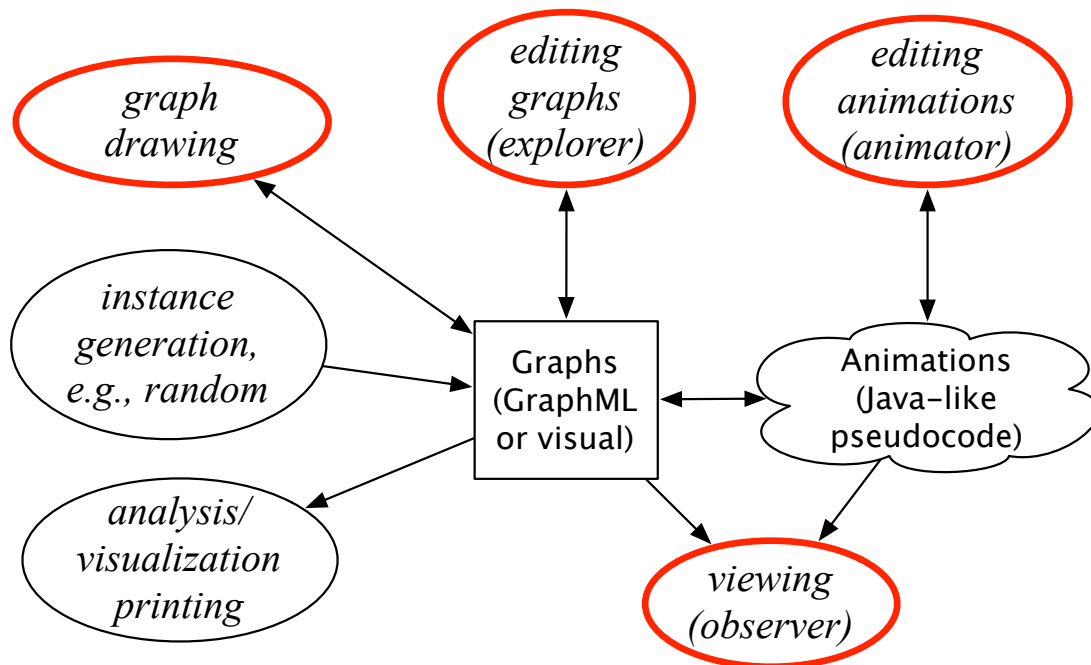 graph
drawing
editing
graphs
(explorer)
editing
animations
(animator)
instance
generation,
e.g., random
Graphs
(GraphML
or visual)
Animations
(Java-like
pseudocode)
analysis/
visualization
printing
viewing
(observer)